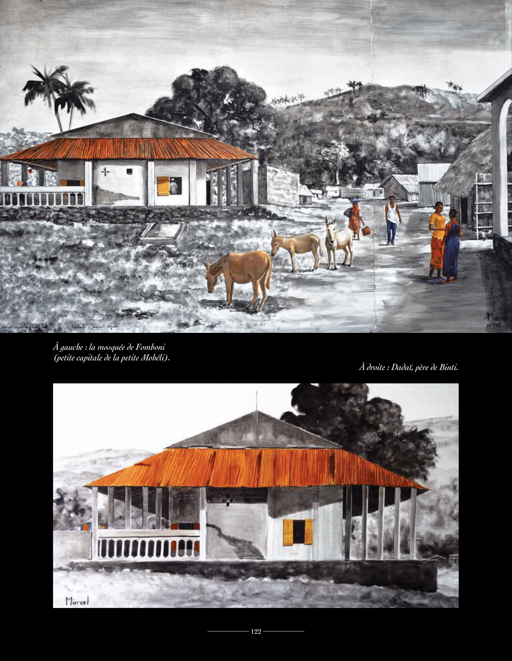 À gauche : la mosquée de Fomboni
(petite capitale de la petite Mohéli).
À droite : Dadaï, père de Binti.
Marcel
122